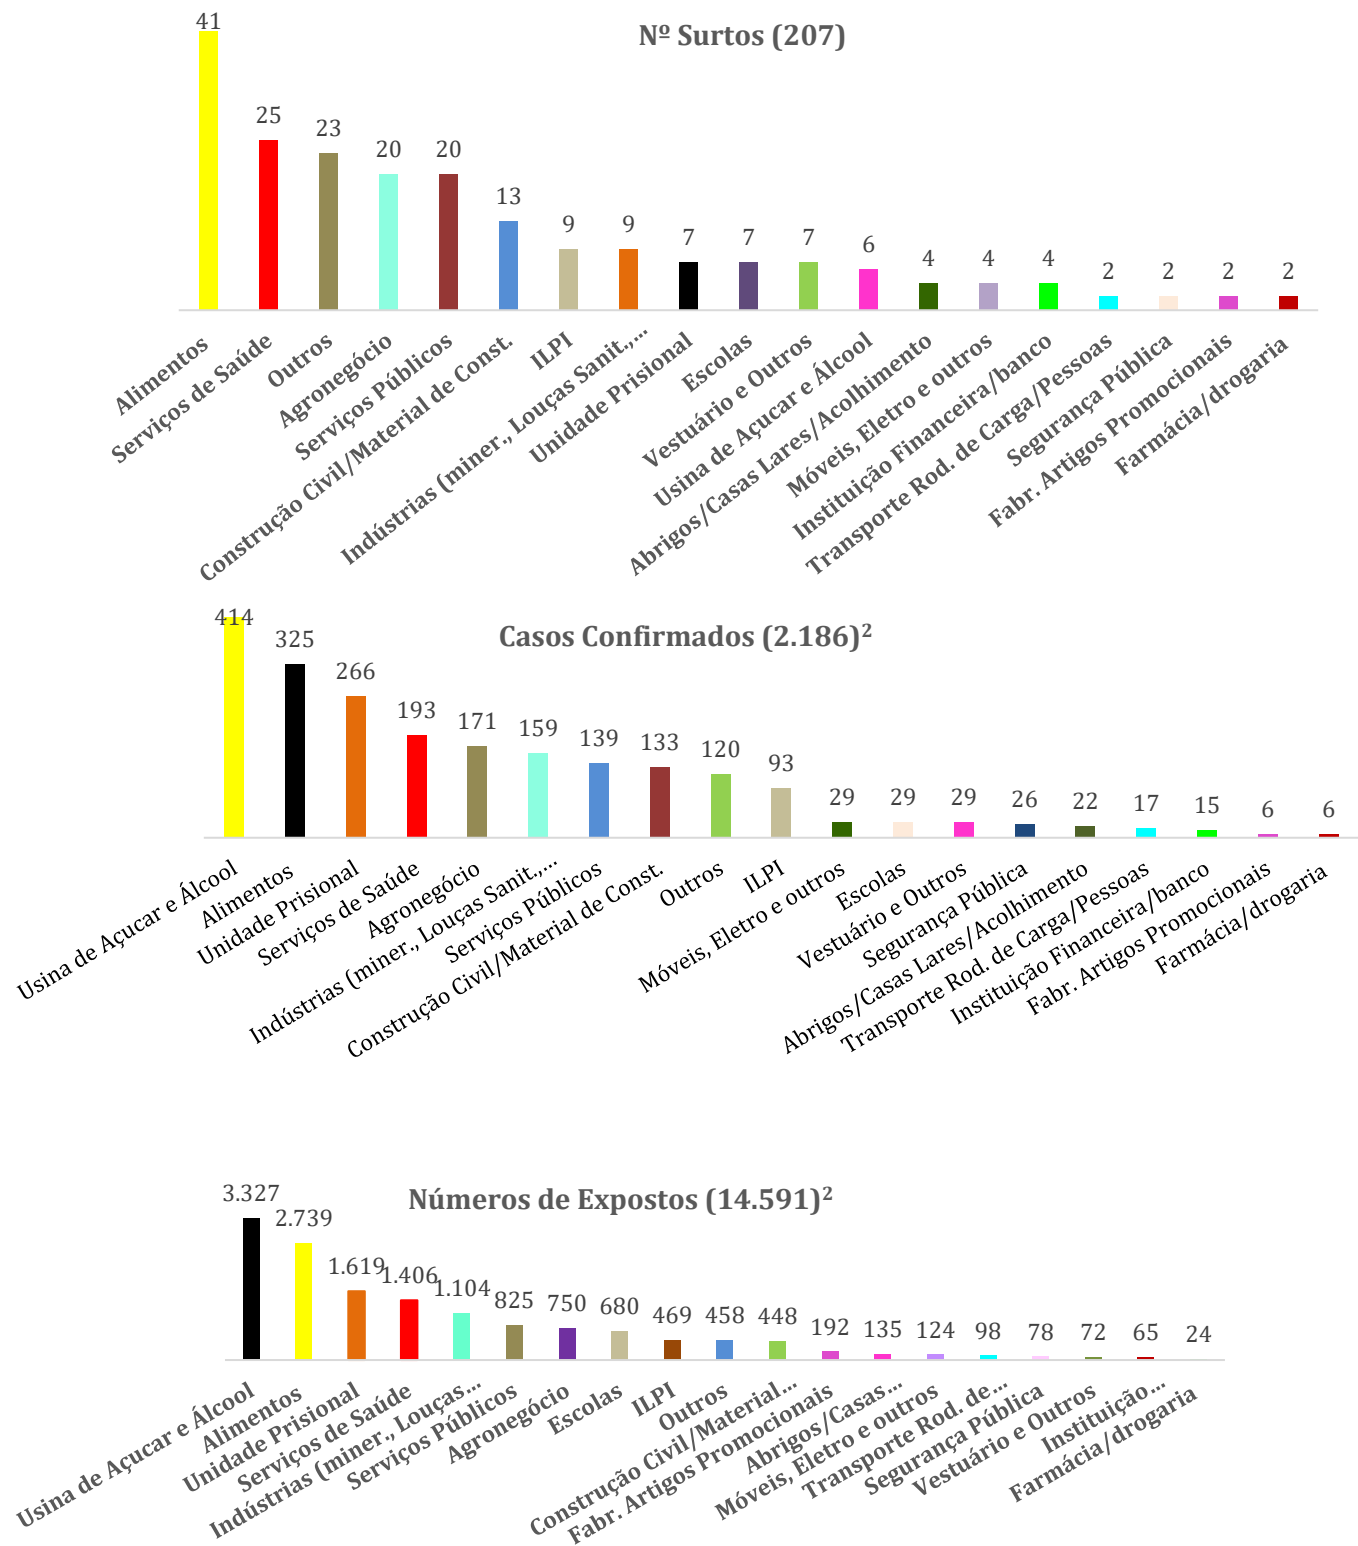 Nº Surtos (207)
41
25
23
20
20
13
9
9
7
7
7
6
4
4
4
2
2
2
2
Alimentos
Serviços de Saúde
Outros
Agronegócio
Serviços Públicos
Construção Civil/Material de Const.
ILPI
Indústrias (miner., Louças Sanit.,...
Unidade Prisional
Escolas
Vestuário e Outros
Usina de Açucar e Álcool
Abrigos/Casas Lares/Acolhimento
Móveis, Eletro e outros
Instituição Financeira/banco
Transporte Rod. de Carga/Pessoas
Segurança Pública
Fabr. Artigos Promocionais
Farmácia/drogaria
Casos Confirmados (2.186)²
414
325
266
193
171
159
139
133
120
93
29
29
29
26
22
17
15
6
6
Usina de Açucar e Álcool
Alimentos
Unidade Prisional
Serviços de Saúde
Agronegócio
Indústrias (miner., Louças Sanit.,...
Serviços Públicos
Construção Civil/Material de Const.
Outros
ILPI
Móveis, Eletro e outros
Escolas
Vestuário e Outros
Segurança Pública
Abrigos/Casas Lares/Acolhimento
Transporte Rod. de Carga/Pessoas
Instituição Financeira/banco
Fabr. Artigos Promocionais
Farmácia/drogaria
Números de Expostos (14.591)²
3.327
2.739
1.619
1.406
1.104
825
750
680
469
458
448
192
135
124
98
78
72
65
24
Usina de Açucar e Álcool
Alimentos
Unidade Prisional
Serviços de Saúde
Indústrias (miner., Louças...
Serviços Públicos
Agronegócio
Escolas
ILPI
Outros
Construção Civil/Material...
Fabr. Artigos Promocionais
Abrigos/Casas...
Móveis, Eletro e outros
Transporte Rod. de...
Segurança Pública
Vestuário e Outros
Instituição...
Farmácia/drogaria